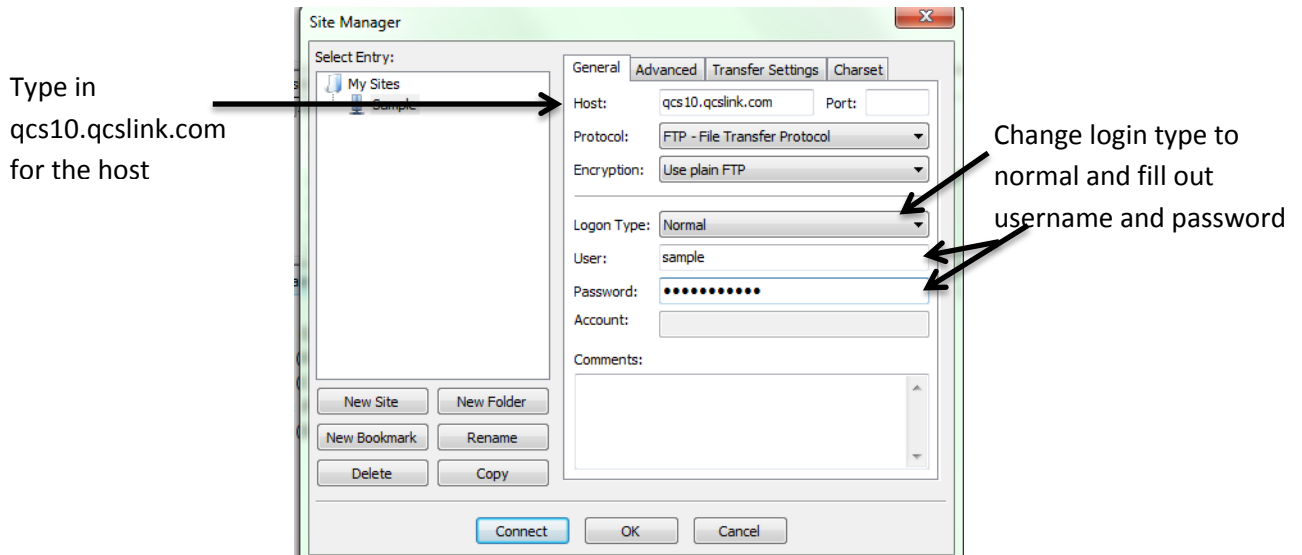 Site Manager
Select Entry:
My Sites
Sample
General Advanced Transfer Settings Charset
Type in
qcs10.qcslink.com
for the host
Host: qcs10.qcslink.com Port:
Protocol: FTP - File Transfer Protocol
Encryption: Use plain FTP
Change login type to
normal and fill out
username and password
Logon Type: Normal
User: sample
Password: ●●●●●●●●●●●
Account:
Comments:
New Site New Folder
New Bookmark Rename
Delete Copy
Connect OK Cancel